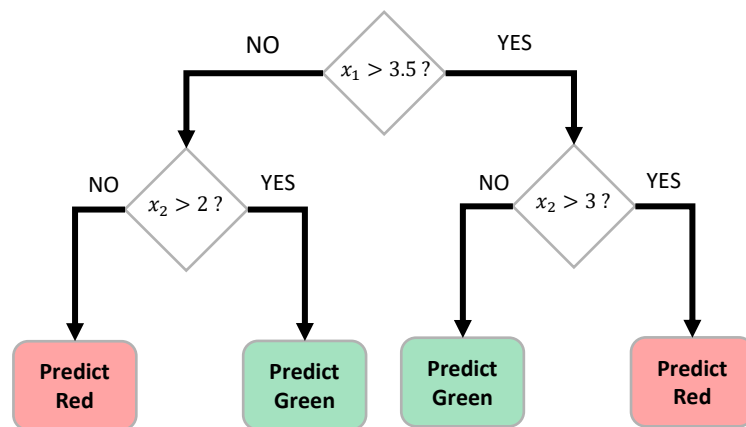 NO
YES
x₁ > 3.5 ?
NO
YES
NO
YES
x₂ > 2 ?
x₂ > 3 ?
Predict
Red
Predict
Green
Predict
Green
Predict
Red